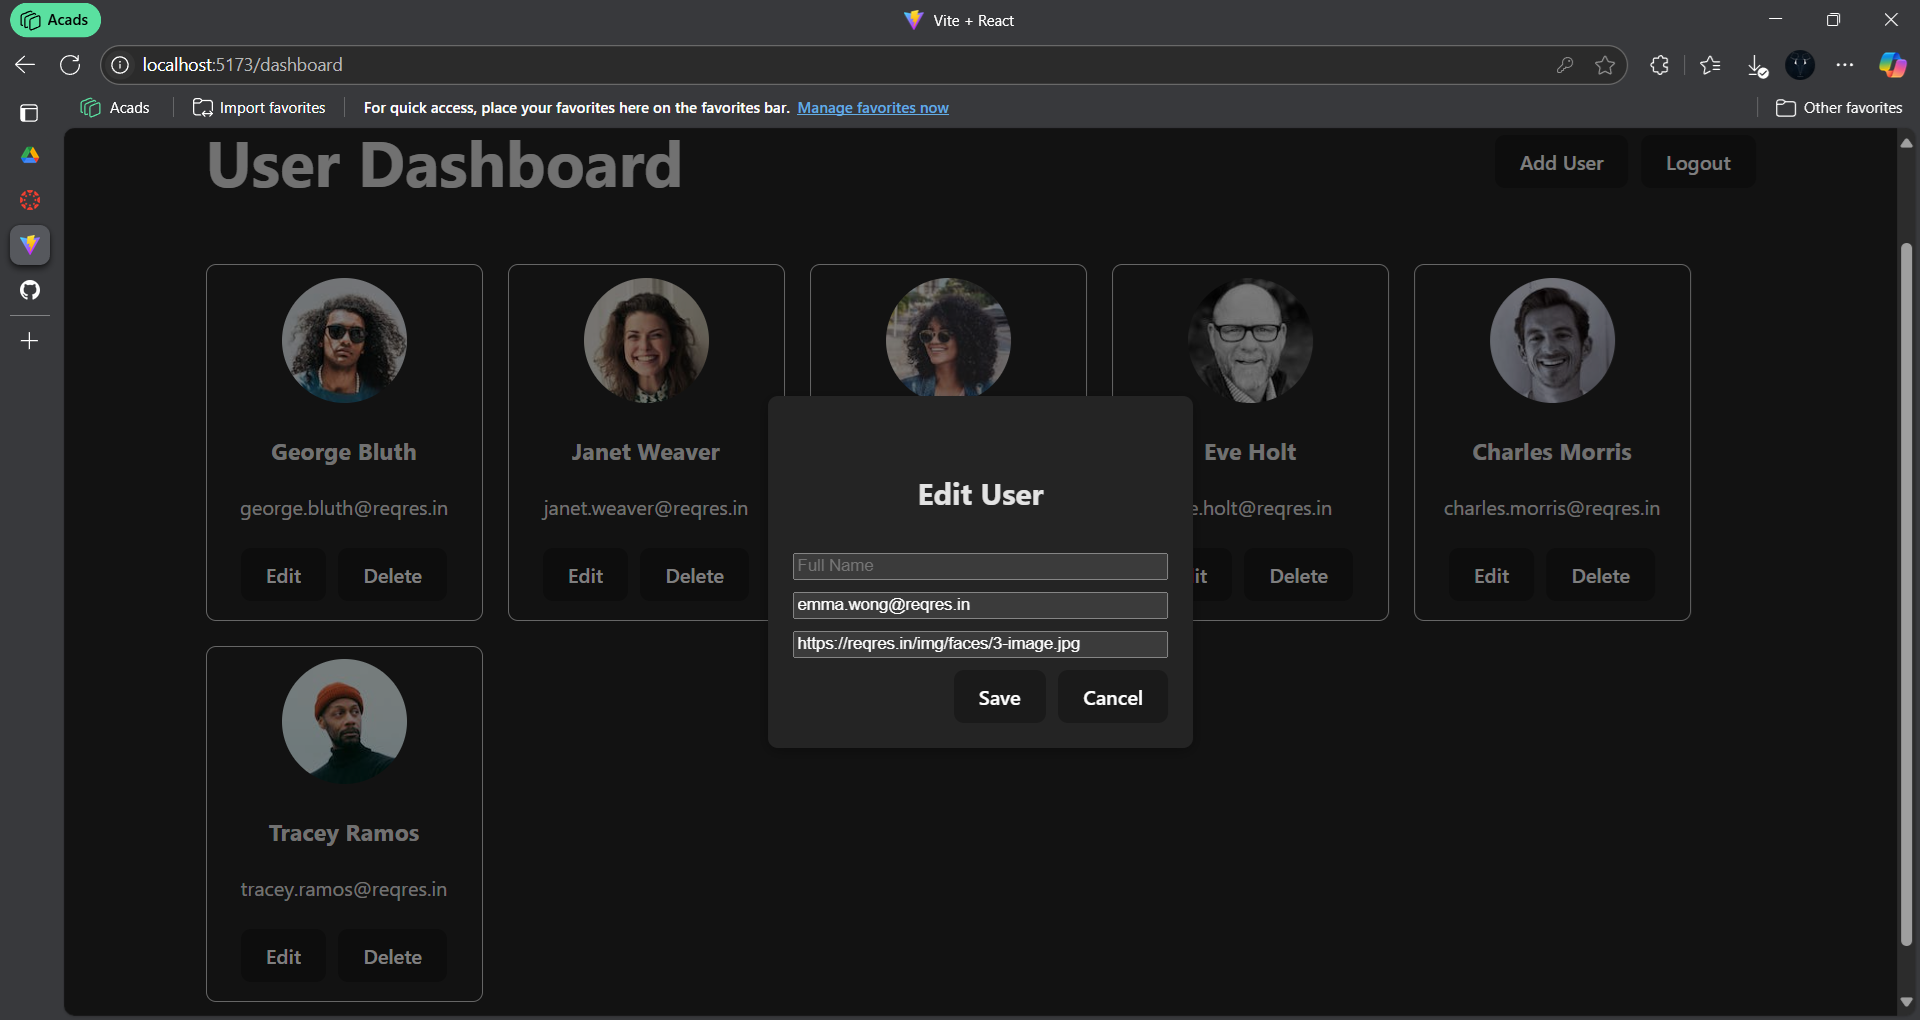 Acads
Vite + React
localhost:5173/dashboard
Acads
Import favorites
For quick access, place your favorites here on the favorites bar. Manage favorites now
Other favorites
User Dashboard
Add User
Logout
George Bluth
george.bluth@reqres.in
Edit
Delete
Janet Weaver
janet.weaver@reqres.in
Edit
Delete
Eve Holt
.holt@reqres.in
it
Delete
Charles Morris
charles.morris@reqres.in
Edit
Delete
Tracey Ramos
tracey.ramos@reqres.in
Edit
Delete
Edit User
Full Name
emma.wong@reqres.in
https://reqres.in/img/faces/3-image.jpg
Save
Cancel